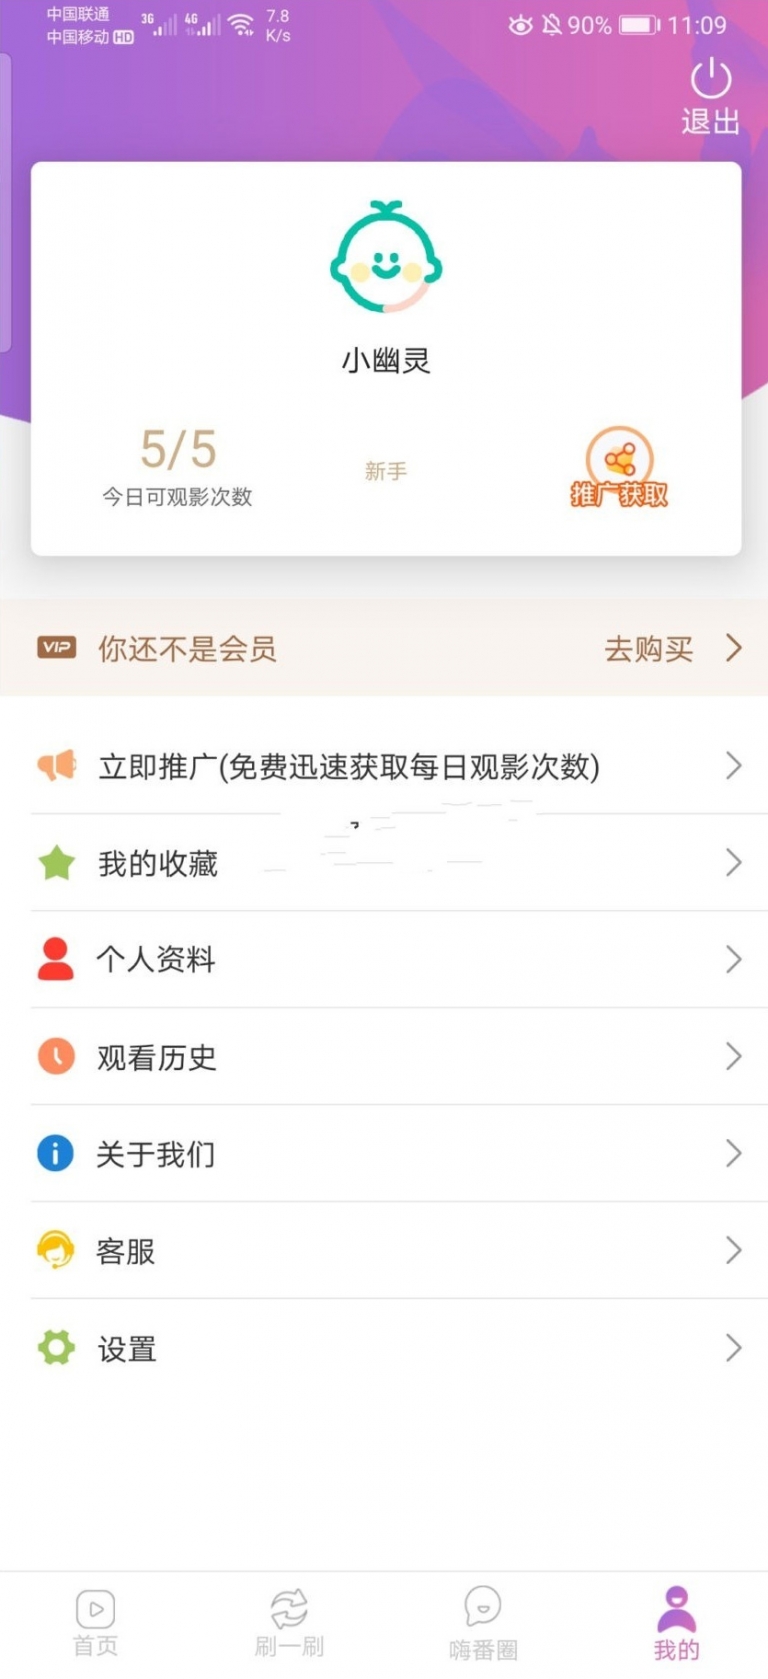 中国联通
中国移动 HD
3G
4G
7.8
K/s
90%
11:09
退出
小幽灵
5/5
今日可观影次数
新手
推广获取
VIP 你还不是会员 去购买
立即推广(免费迅速获取每日观影次数)
我的收藏
个人资料
观看历史
关于我们
客服
设置
首页
刷一刷
嗨番圈
我的